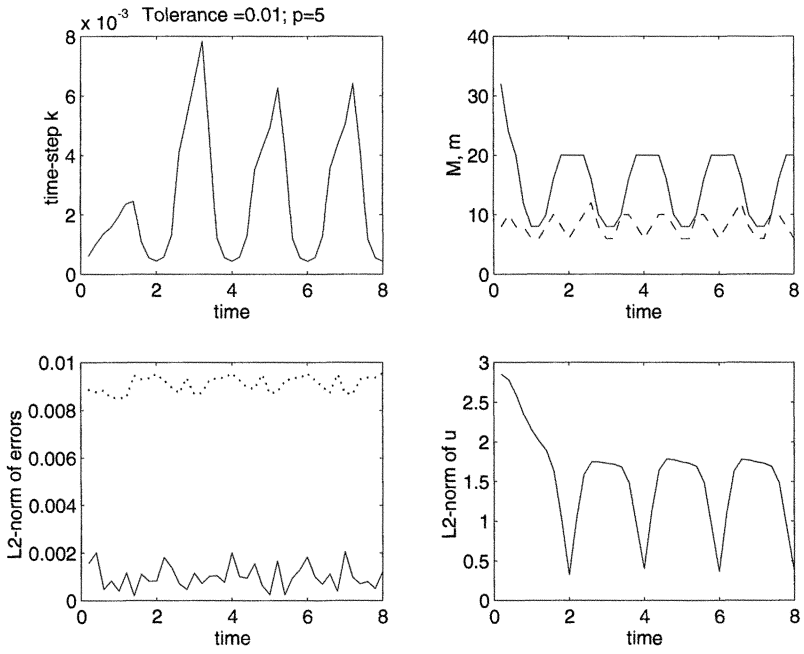 x 10⁻³ Tolerance =0.01; p=5
time-step k
8
6
4
2
0
0 2 4 6 8
time
M, m
40
30
20
10
0
0 2 4 6 8
time
L2-norm of errors
0.01
0.008
0.006
0.004
0.002
0
0 2 4 6 8
time
L2-norm of u
3
2.5
2
1.5
1
0.5
0
0 2 4 6 8
time